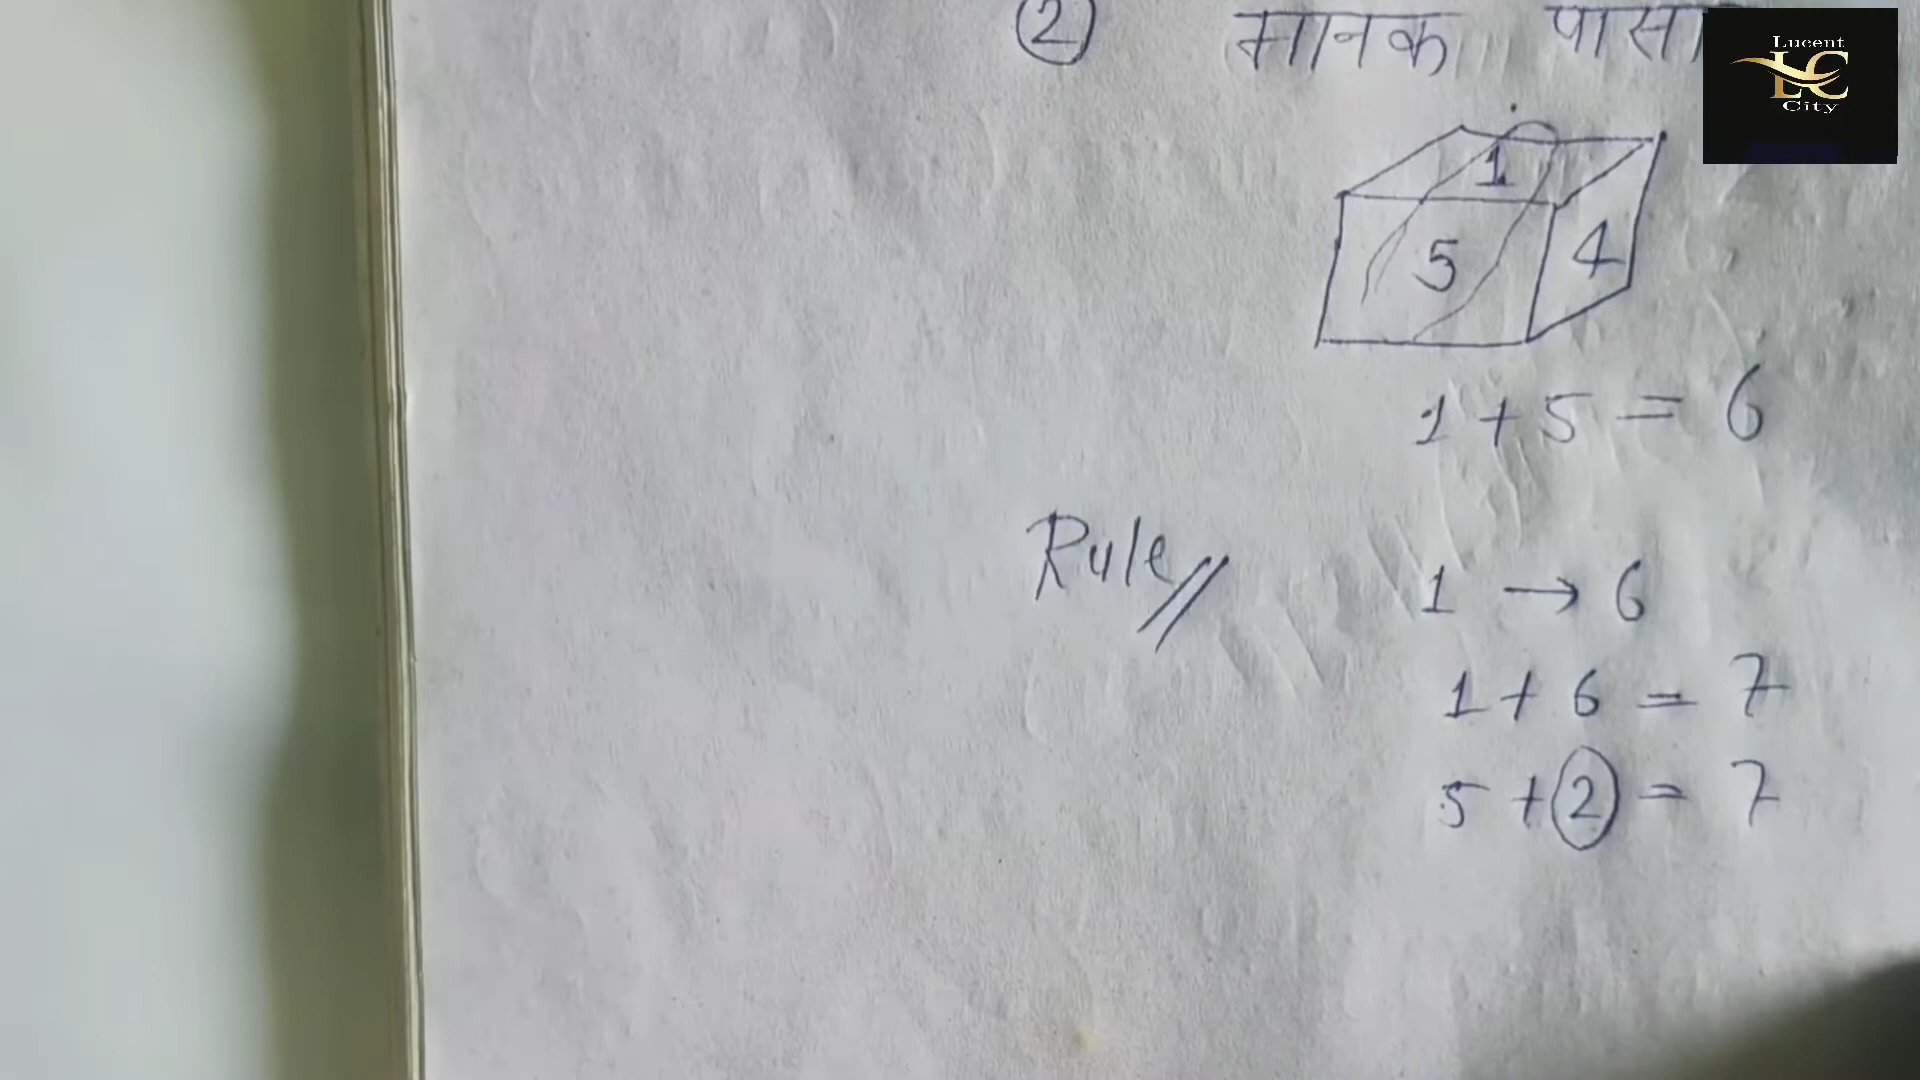 ② मानक पासा
Lucent
LC
City
1
5 4
1 + 5 = 6
Rule 1 → 6
1 + 6 = 7
5 + ② = 7